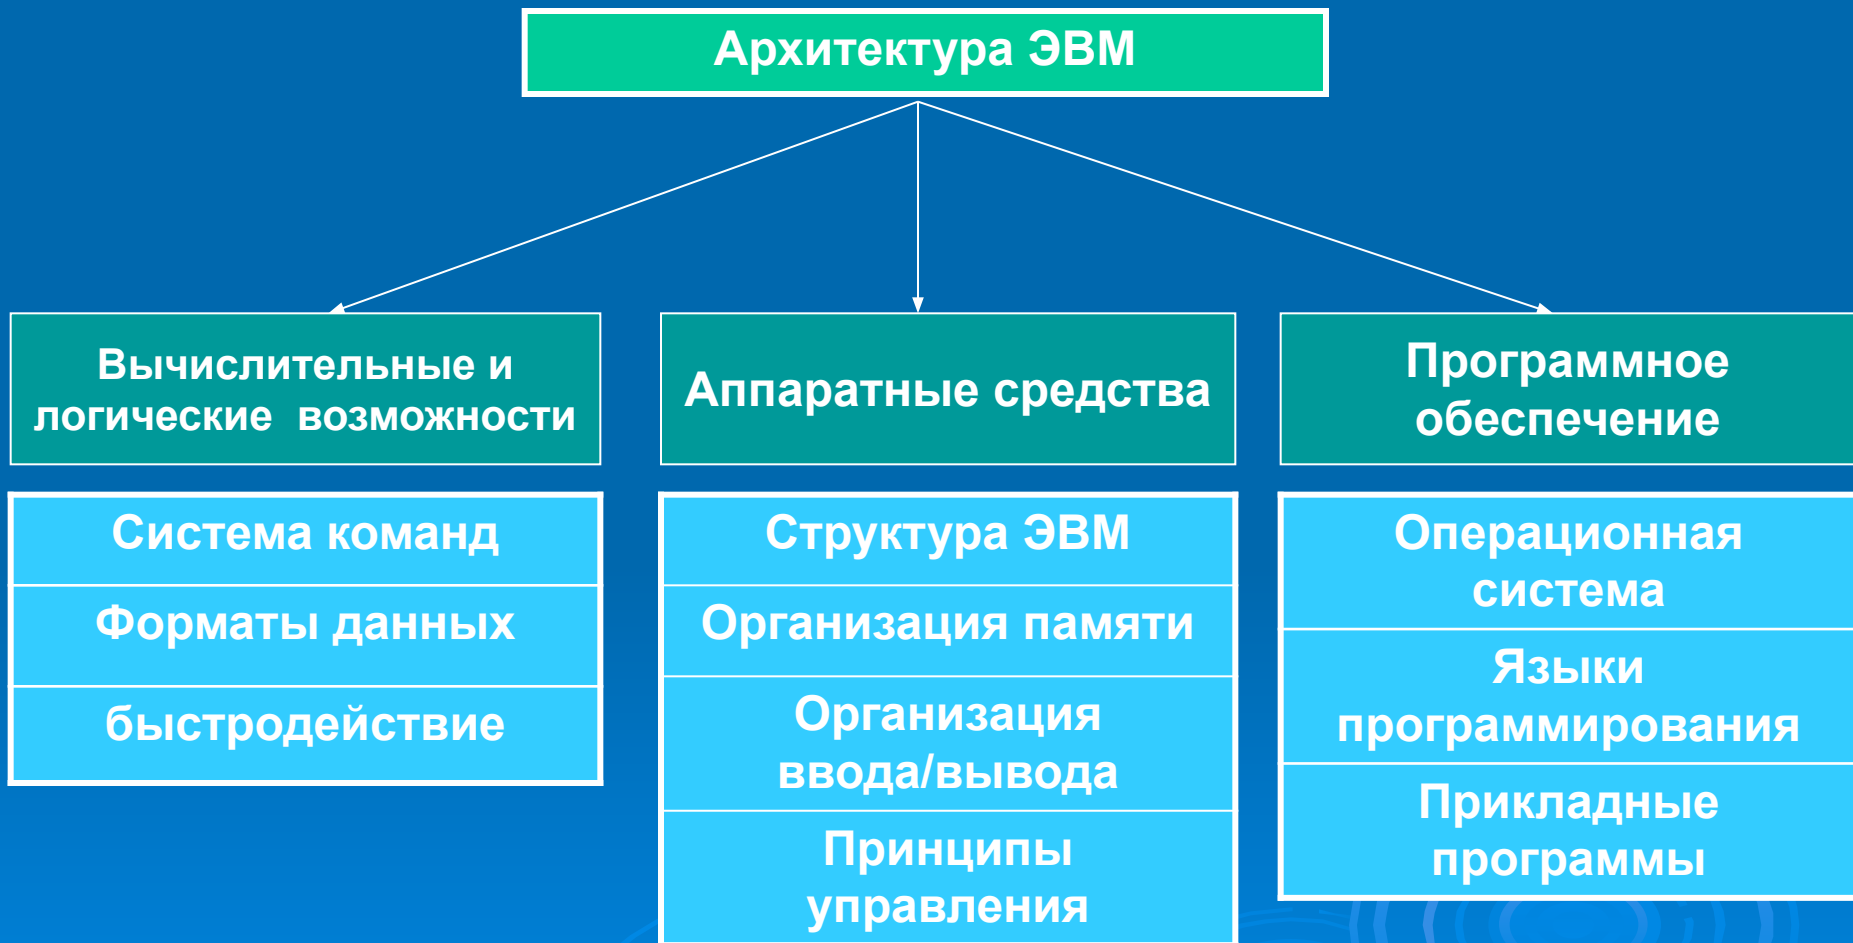 Архитектура ЭВМ
Вычислительные и
логические возможности
Система команд
Форматы данных
быстродействие
Аппаратные средства
Структура ЭВМ
Организация памяти
Организация
ввода/вывода
Принципы
управления
Программное
обеспечение
Операционная
система
Языки
программирования
Прикладные
программы